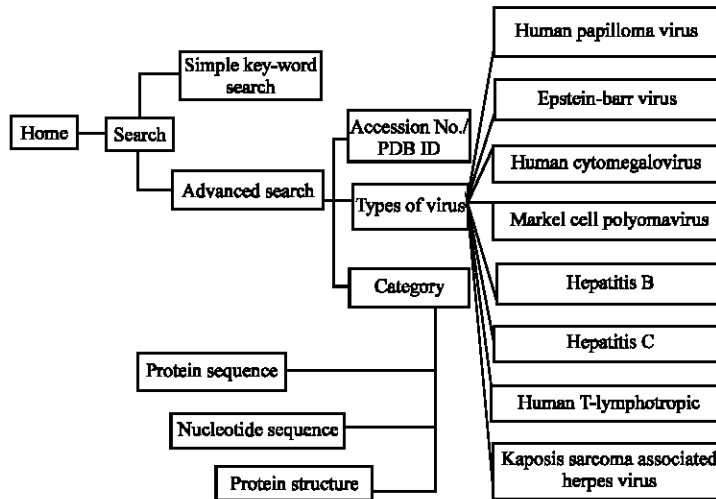 Home
Search
Simple key-word
search
Advanced search
Accession No./
PDB ID
Types of virus
Category
Protein sequence
Nucleotide sequence
Protein structure
Human papilloma virus
Epstein-barr virus
Human cytomegalovirus
Markel cell polyomavirus
Hepatitis B
Hepatitis C
Human T-lymphotropic
Kaposis sarcoma associated
herpes virus